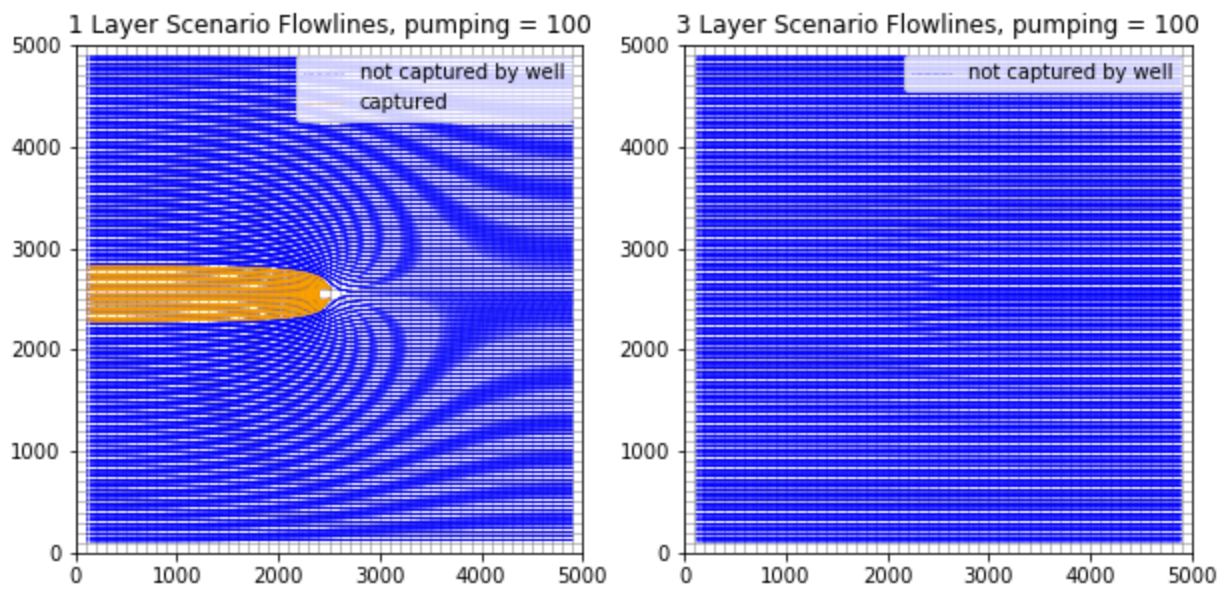 1 Layer Scenario Flowlines, pumping = 100
not captured by well
captured
5000
4000
3000
2000
1000
0
0 1000 2000 3000 4000 5000
3 Layer Scenario Flowlines, pumping = 100
not captured by well
5000
4000
3000
2000
1000
0
0 1000 2000 3000 4000 5000